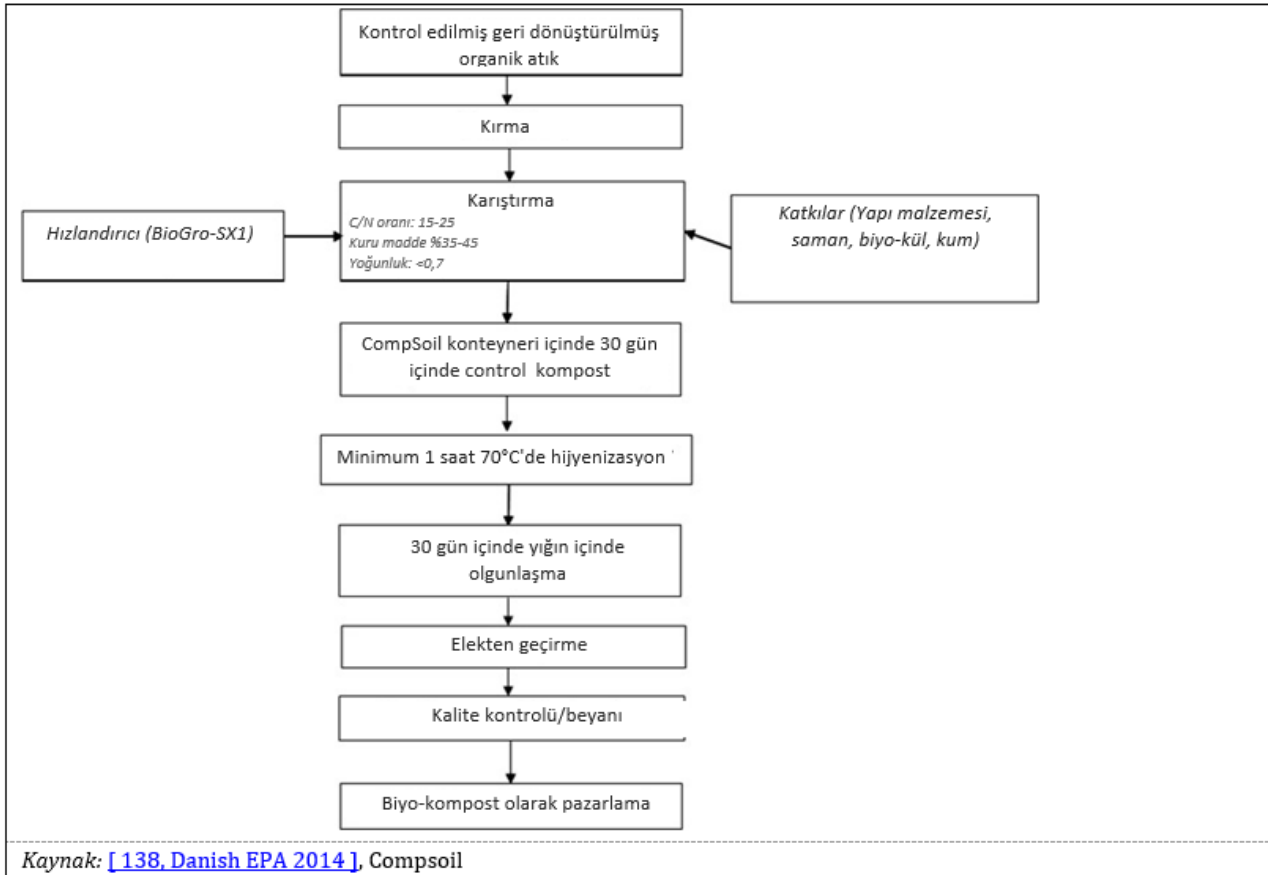 Kontrol edilmiş geri dönüştürülmüş
organik atık
Kırma
Karıştırma
C/N oranı: 15-25
Kuru madde %35-45
Yoğunluk: <0,7
Hızlandırıcı (BioGro-SX1)
Katkılar (Yapı malzemesi,
saman, biyo-kül, kum)
CompSoil konteyneri içinde 30 gün
içinde control kompost
Minimum 1 saat 70°C'de hijyenizasyon
30 gün içinde yığın içinde
olgunlaşma
Elekten geçirme
Kalite kontrolü/beyanı
Biyo-kompost olarak pazarlama
Kaynak: [ 138, Danish EPA 2014 ], Compsoil